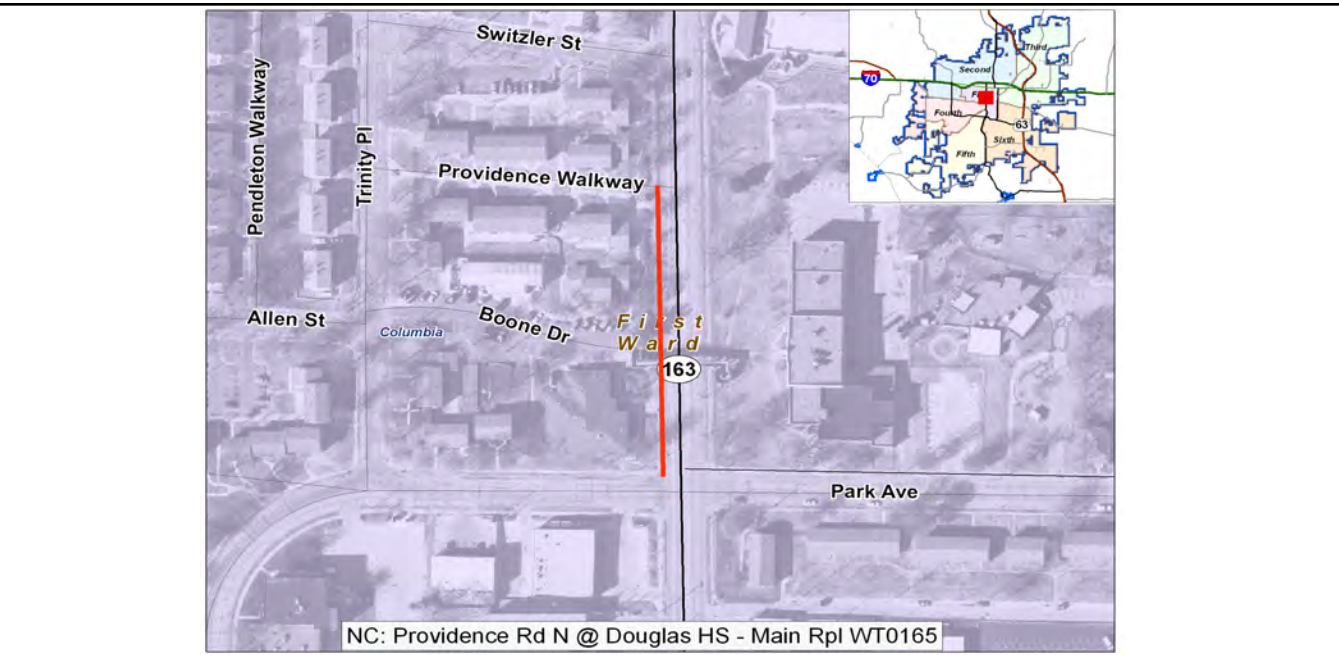 Switzler St
Pendleton Walkway
Trinity Pl
Providence Walkway
Allen St
Columbia
Boone Dr
First
Ward
163
Park Ave
NC: Providence Rd N @ Douglas HS - Main Rpl WT0165
Third
Second
70
Fourth
63
Sixth
Fifth